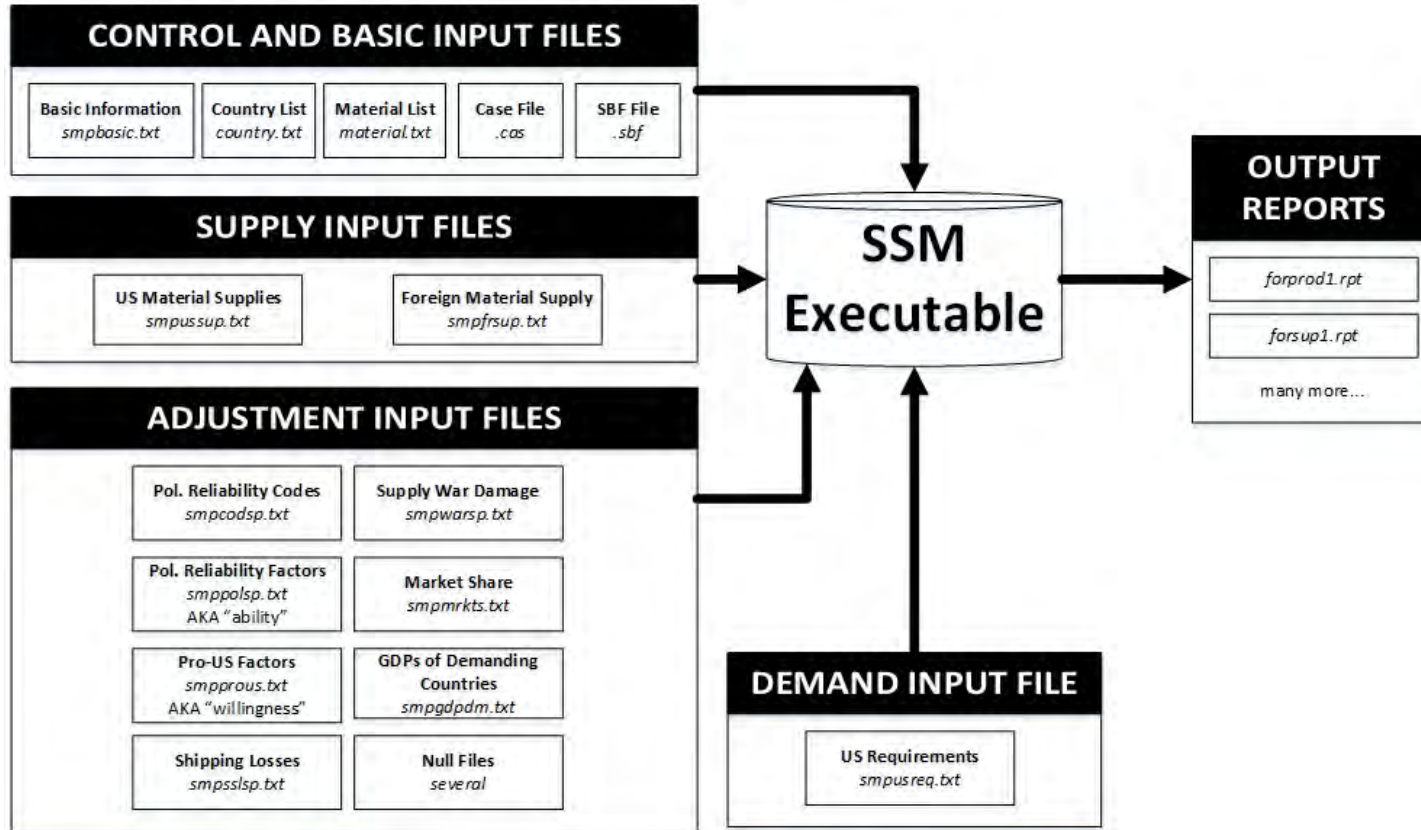 CONTROL AND BASIC INPUT FILES
Basic Information
smpbasic.txt
Country List
country.txt
Material List
material.txt
Case File
.cas
SBF File
.sbf
SUPPLY INPUT FILES
US Material Supplies
smpussup.txt
Foreign Material Supply
smpfrsup.txt
ADJUSTMENT INPUT FILES
Pol. Reliability Codes
smpcodsp.txt
Supply War Damage
smpwarsp.txt
Pol. Reliability Factors
smppolsp.txt
AKA “ability”
Market Share
smpmrkts.txt
Pro-US Factors
smpprous.txt
AKA “willingness”
GDPs of Demanding
Countries
smpgdpdm.txt
Shipping Losses
smpsslsp.txt
Null Files
several
SSM
Executable
DEMAND INPUT FILE
US Requirements
smpusreq.txt
OUTPUT
REPORTS
forprod1.rpt
forsup1.rpt
many more...